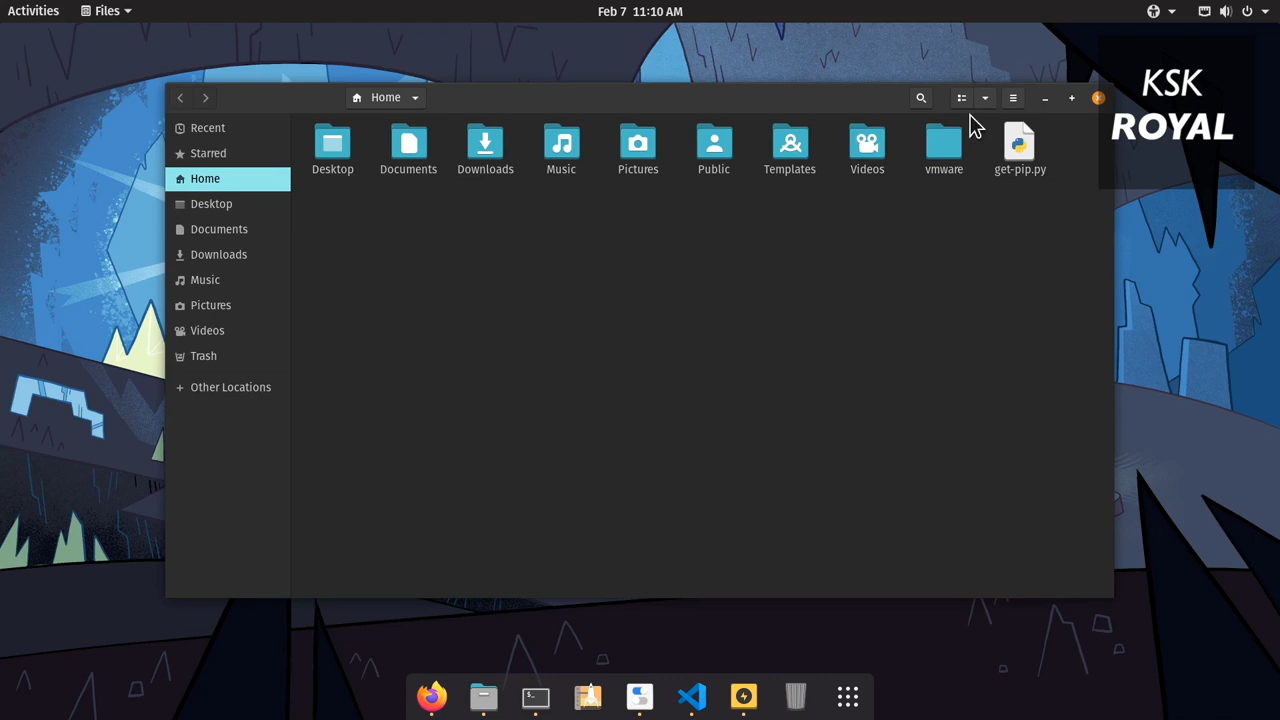 Activities
Files
Feb 7 11:10 AM
KSK
ROYAL
Home
Recent
Starred
Home
Desktop
Documents
Downloads
Music
Pictures
Videos
Trash
Other Locations
Desktop
Documents
Downloads
Music
Pictures
Public
Templates
Videos
vmware
get-pip.py